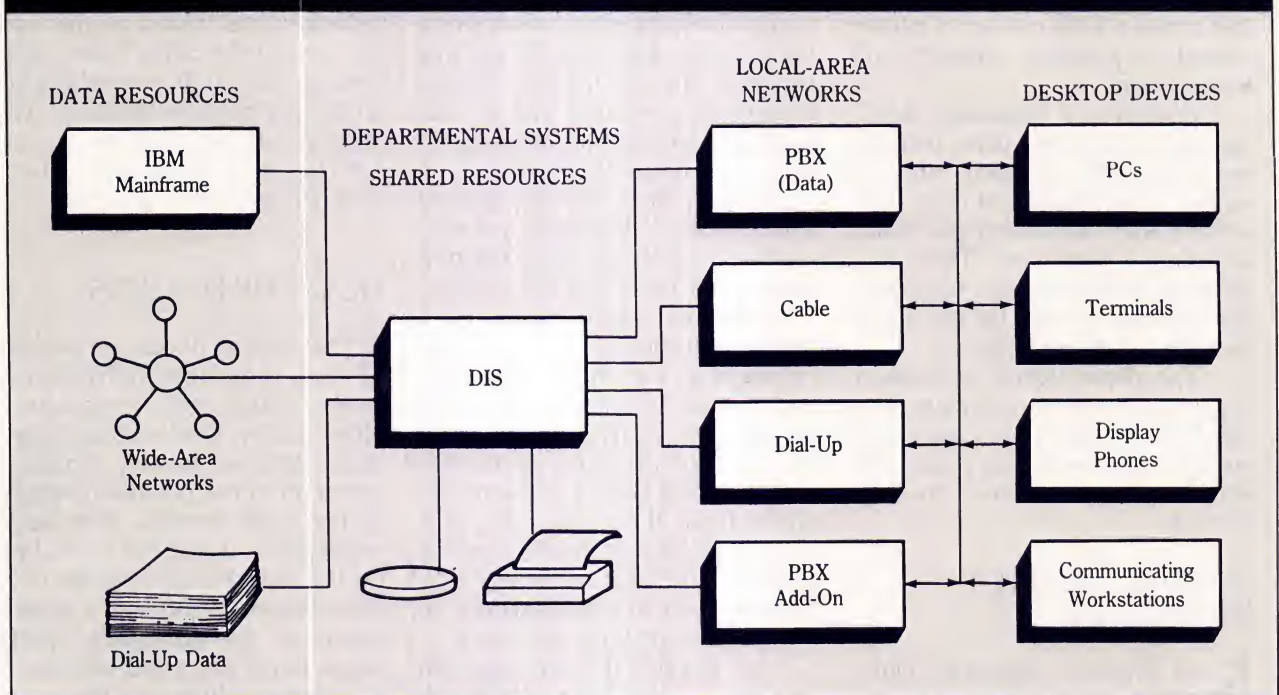 DATA RESOURCES
IBM
Mainframe
Wide-Area
Networks
Dial-Up Data
DEPARTMENTAL SYSTEMS
SHARED RESOURCES
DIS
LOCAL-AREA
NETWORKS
PBX
(Data)
Cable
Dial-Up
PBX
Add-On
DESKTOP DEVICES
PCs
Terminals
Display
Phones
Communicating
Workstations